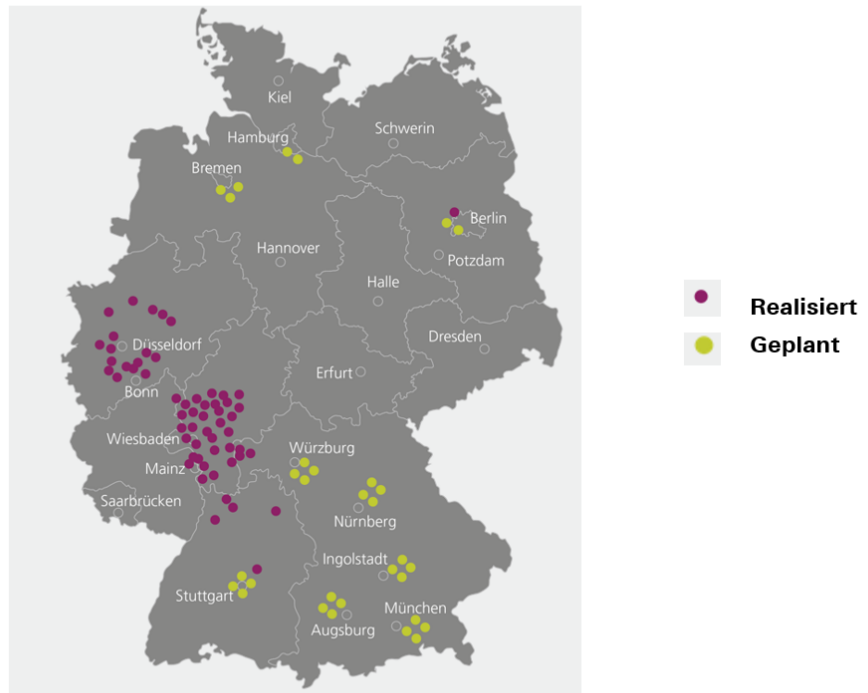 Kiel
Schwerin
Hamburg
Bremen
Berlin
Hannover
Potzdam
Halle
Realisiert
Dresden
Geplant
Düsseldorf
Erfurt
Bonn
Wiesbaden
Würzburg
Mainz
Saarbrücken
Nürnberg
Ingolstadt
Stuttgart
München
Augsburg